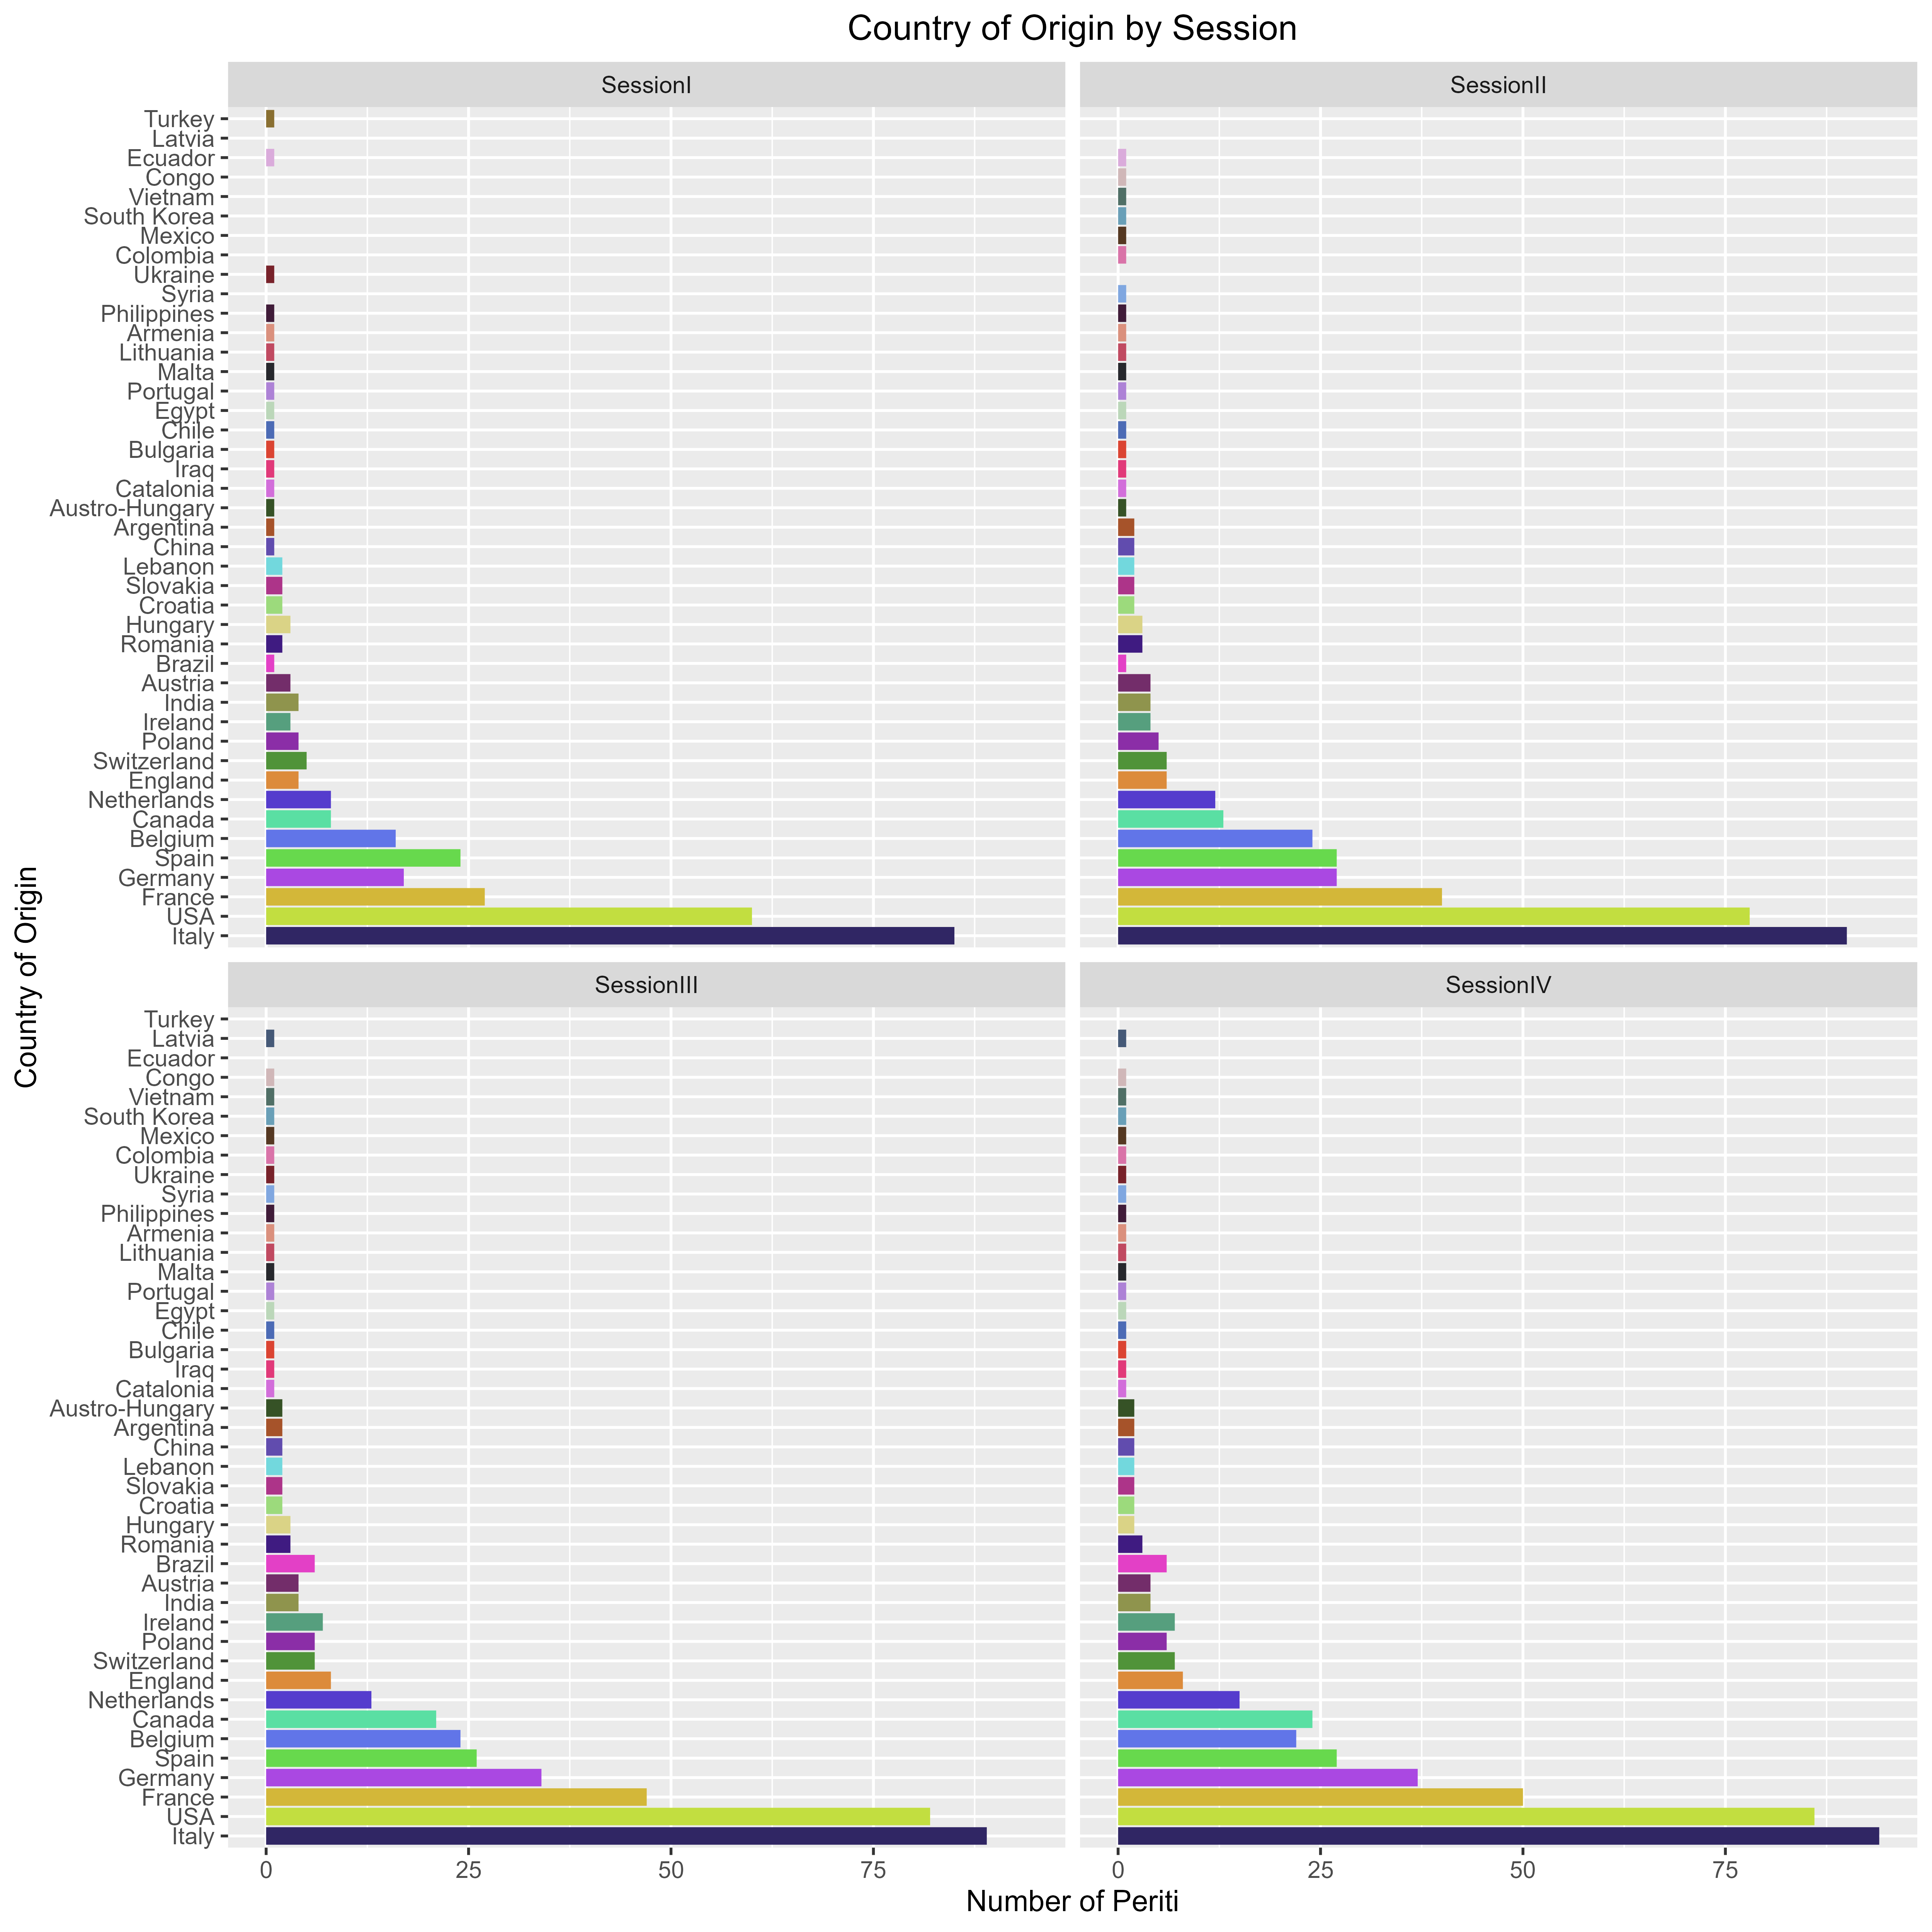 Country of Origin by Session
SessionI
SessionII
Turkey
Latvia
Ecuador
Congo
Vietnam
South Korea
Mexico
Colombia
Ukraine
Syria
Philippines
Armenia
Lithuania
Malta
Portugal
Egypt
Chile
Bulgaria
Iraq
Catalonia
Austro-Hungary
Argentina
China
Lebanon
Slovakia
Croatia
Hungary
Romania
Brazil
Austria
India
Ireland
Poland
Switzerland
England
Netherlands
Canada
Belgium
Spain
Germany
France
USA
Italy
Country of Origin
SessionIII
SessionIV
Turkey
Latvia
Ecuador
Congo
Vietnam
South Korea
Mexico
Colombia
Ukraine
Syria
Philippines
Armenia
Lithuania
Malta
Portugal
Egypt
Chile
Bulgaria
Iraq
Catalonia
Austro-Hungary
Argentina
China
Lebanon
Slovakia
Croatia
Hungary
Romania
Brazil
Austria
India
Ireland
Poland
Switzerland
England
Netherlands
Canada
Belgium
Spain
Germany
France
USA
Italy
0 25 50 75
0 25 50 75
Number of Periti